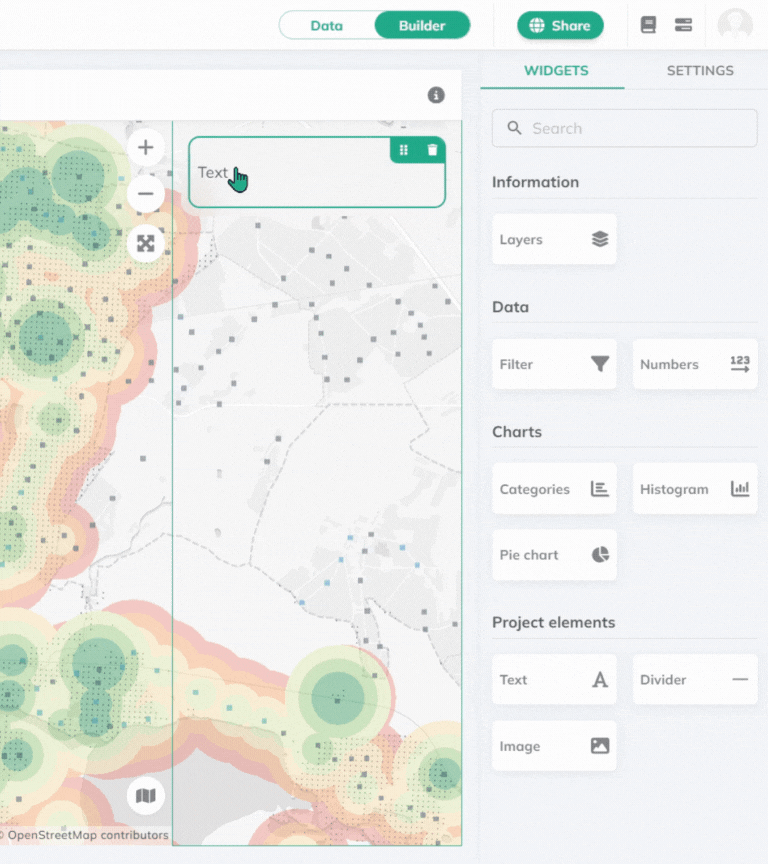 Data
Builder
Share
WIDGETS
SETTINGS
Search
Text
Information
Layers
Data
Filter
Numbers
123
Charts
Categories
Histogram
Pie chart
Project elements
Text
A
Divider
Image
© OpenStreetMap contributors